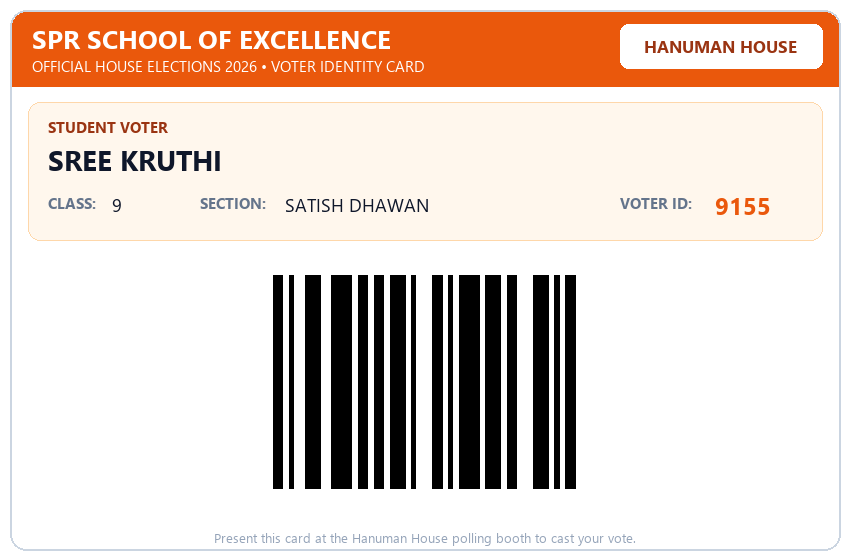 SPR SCHOOL OF EXCELLENCE
OFFICIAL HOUSE ELECTIONS 2026 • VOTER IDENTITY CARD
HANUMAN HOUSE
STUDENT VOTER
SREE KRUTHI
CLASS: 9 SECTION: SATISH DHAWAN VOTER ID: 9155
Present this card at the Hanuman House polling booth to cast your vote.